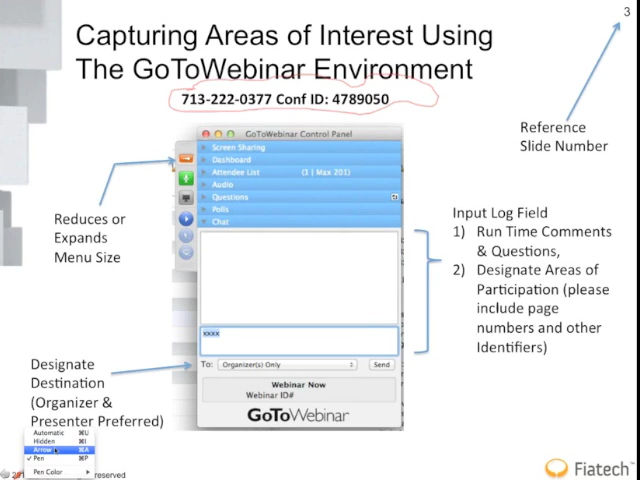 3
Capturing Areas of Interest Using
The GoToWebinar Environment
713-222-0377 Conf ID: 4789050
Reference
Slide Number
GoToWebinar Control Panel
Screen Sharing
Dashboard
Attendee List (1 | Max 201)
Audio
Questions
Polls
Chat
Reduces or
Expands
Menu Size
Input Log Field
1) Run Time Comments
& Questions,
2) Designate Areas of
Participation (please
include page
numbers and other
Identifiers)
xxxx
To: Organizer(s) Only Send
Webinar Now
Webinar ID#
GoToWebinar
Designate
Destination
(Organizer &
Presenter Preferred)
Automatic ⌘U
Hidden ⌘I
Arrow ⌘A
✓ Pen ⌘P
Pen Color
reserved
Fiatech™